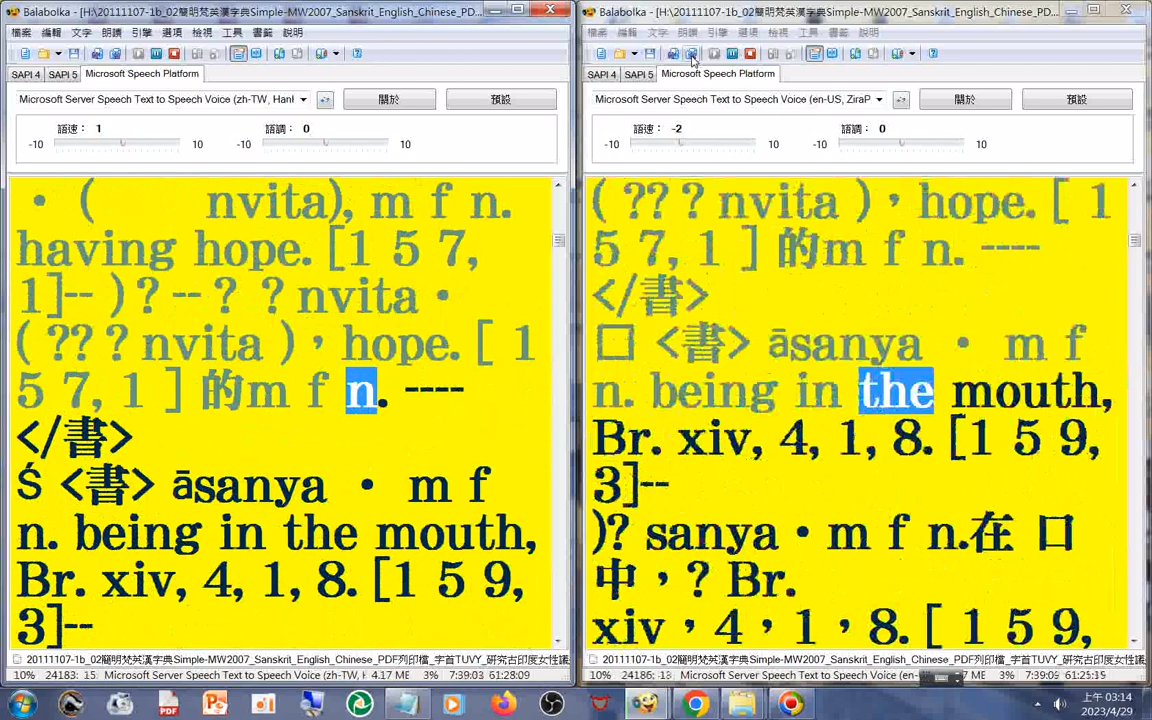 Balabolka - [H:\20111107-1b_02簡明梵英漢字典Simple-MW2007_Sanskrit_English_Chinese_PD...
檔案 編輯 文字 朗讀 引擎 選項 檢視 工具 書籤 說明
SAPI 4 SAPI 5 Microsoft Speech Platform
Microsoft Server Speech Text to Speech Voice (zh-TW, Hanl 關於 預設
語速： 1 語調： 0
-10 10 -10 10
• ( nvita), m f n.
having hope. [1 5 7,
1]-- )? -- ? ?nvita •
( ?? ? nvita )，hope. [ 1
5 7, 1 ] 的m f n. ----
</書>
Ś <書> āsanya • m f
n. being in the mouth,
Br. xiv, 4, 1, 8. [1 5 9,
3]--
20111107-1b_02簡明梵英漢字典Simple-MW2007_Sanskrit_English_Chinese_PDF列印檔_字首TUVY_研究古印度女性議
10% 24183: 15 Microsoft Server Speech Text to Speech Voice (zh-TW, H 4.17 ME 3% 7:39:03 61:28:09
Balabolka - [H:\20111107-1b_02簡明梵英漢字典Simple-MW2007_Sanskrit_English_Chinese_PD...
檔案 編輯 文字 朗讀 引擎 選項 檢視 工具 書籤 說明
SAPI 4 SAPI 5 Microsoft Speech Platform
Microsoft Server Speech Text to Speech Voice (en-US, ZiraP 關於 預設
語速： -2 語調： 0
-10 10 -10 10
( ?? ? nvita )，hope. [ 1
5 7, 1 ] 的m f n. ----
</書>
口 <書> āsanya • m f
n. being in the mouth,
Br. xiv, 4, 1, 8. [1 5 9,
3]--
)? sanya • m f n.在 口
中，? Br.
xiv，4，1，8. [ 1 5 9,
20111107-1b_02簡明梵英漢字典Simple-MW2007_Sanskrit_English_Chinese_PDF列印檔_字首TUVY_研究古印度女性議
10% 24186: Microsoft Server Speech Text to Speech Voice 4.17 ME 3% 7:39:05
上午 03:14
2023/4/29